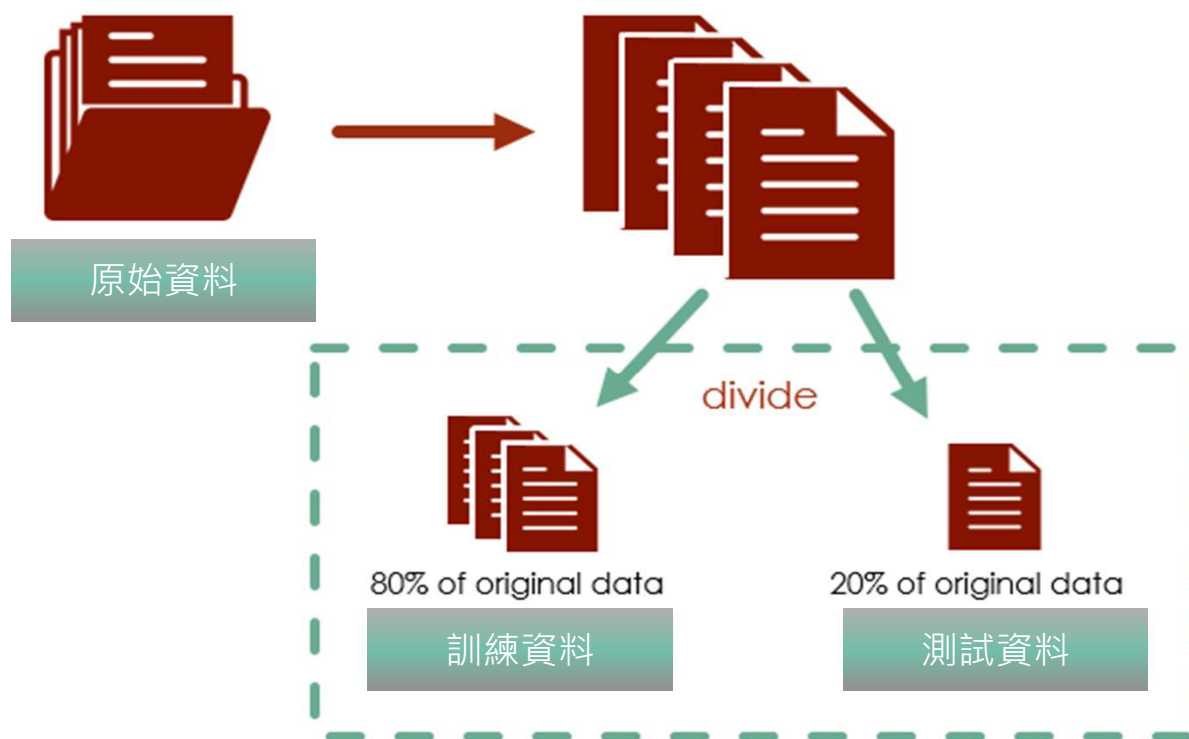 原始資料
divide
80% of original data
20% of original data
訓練資料
測試資料